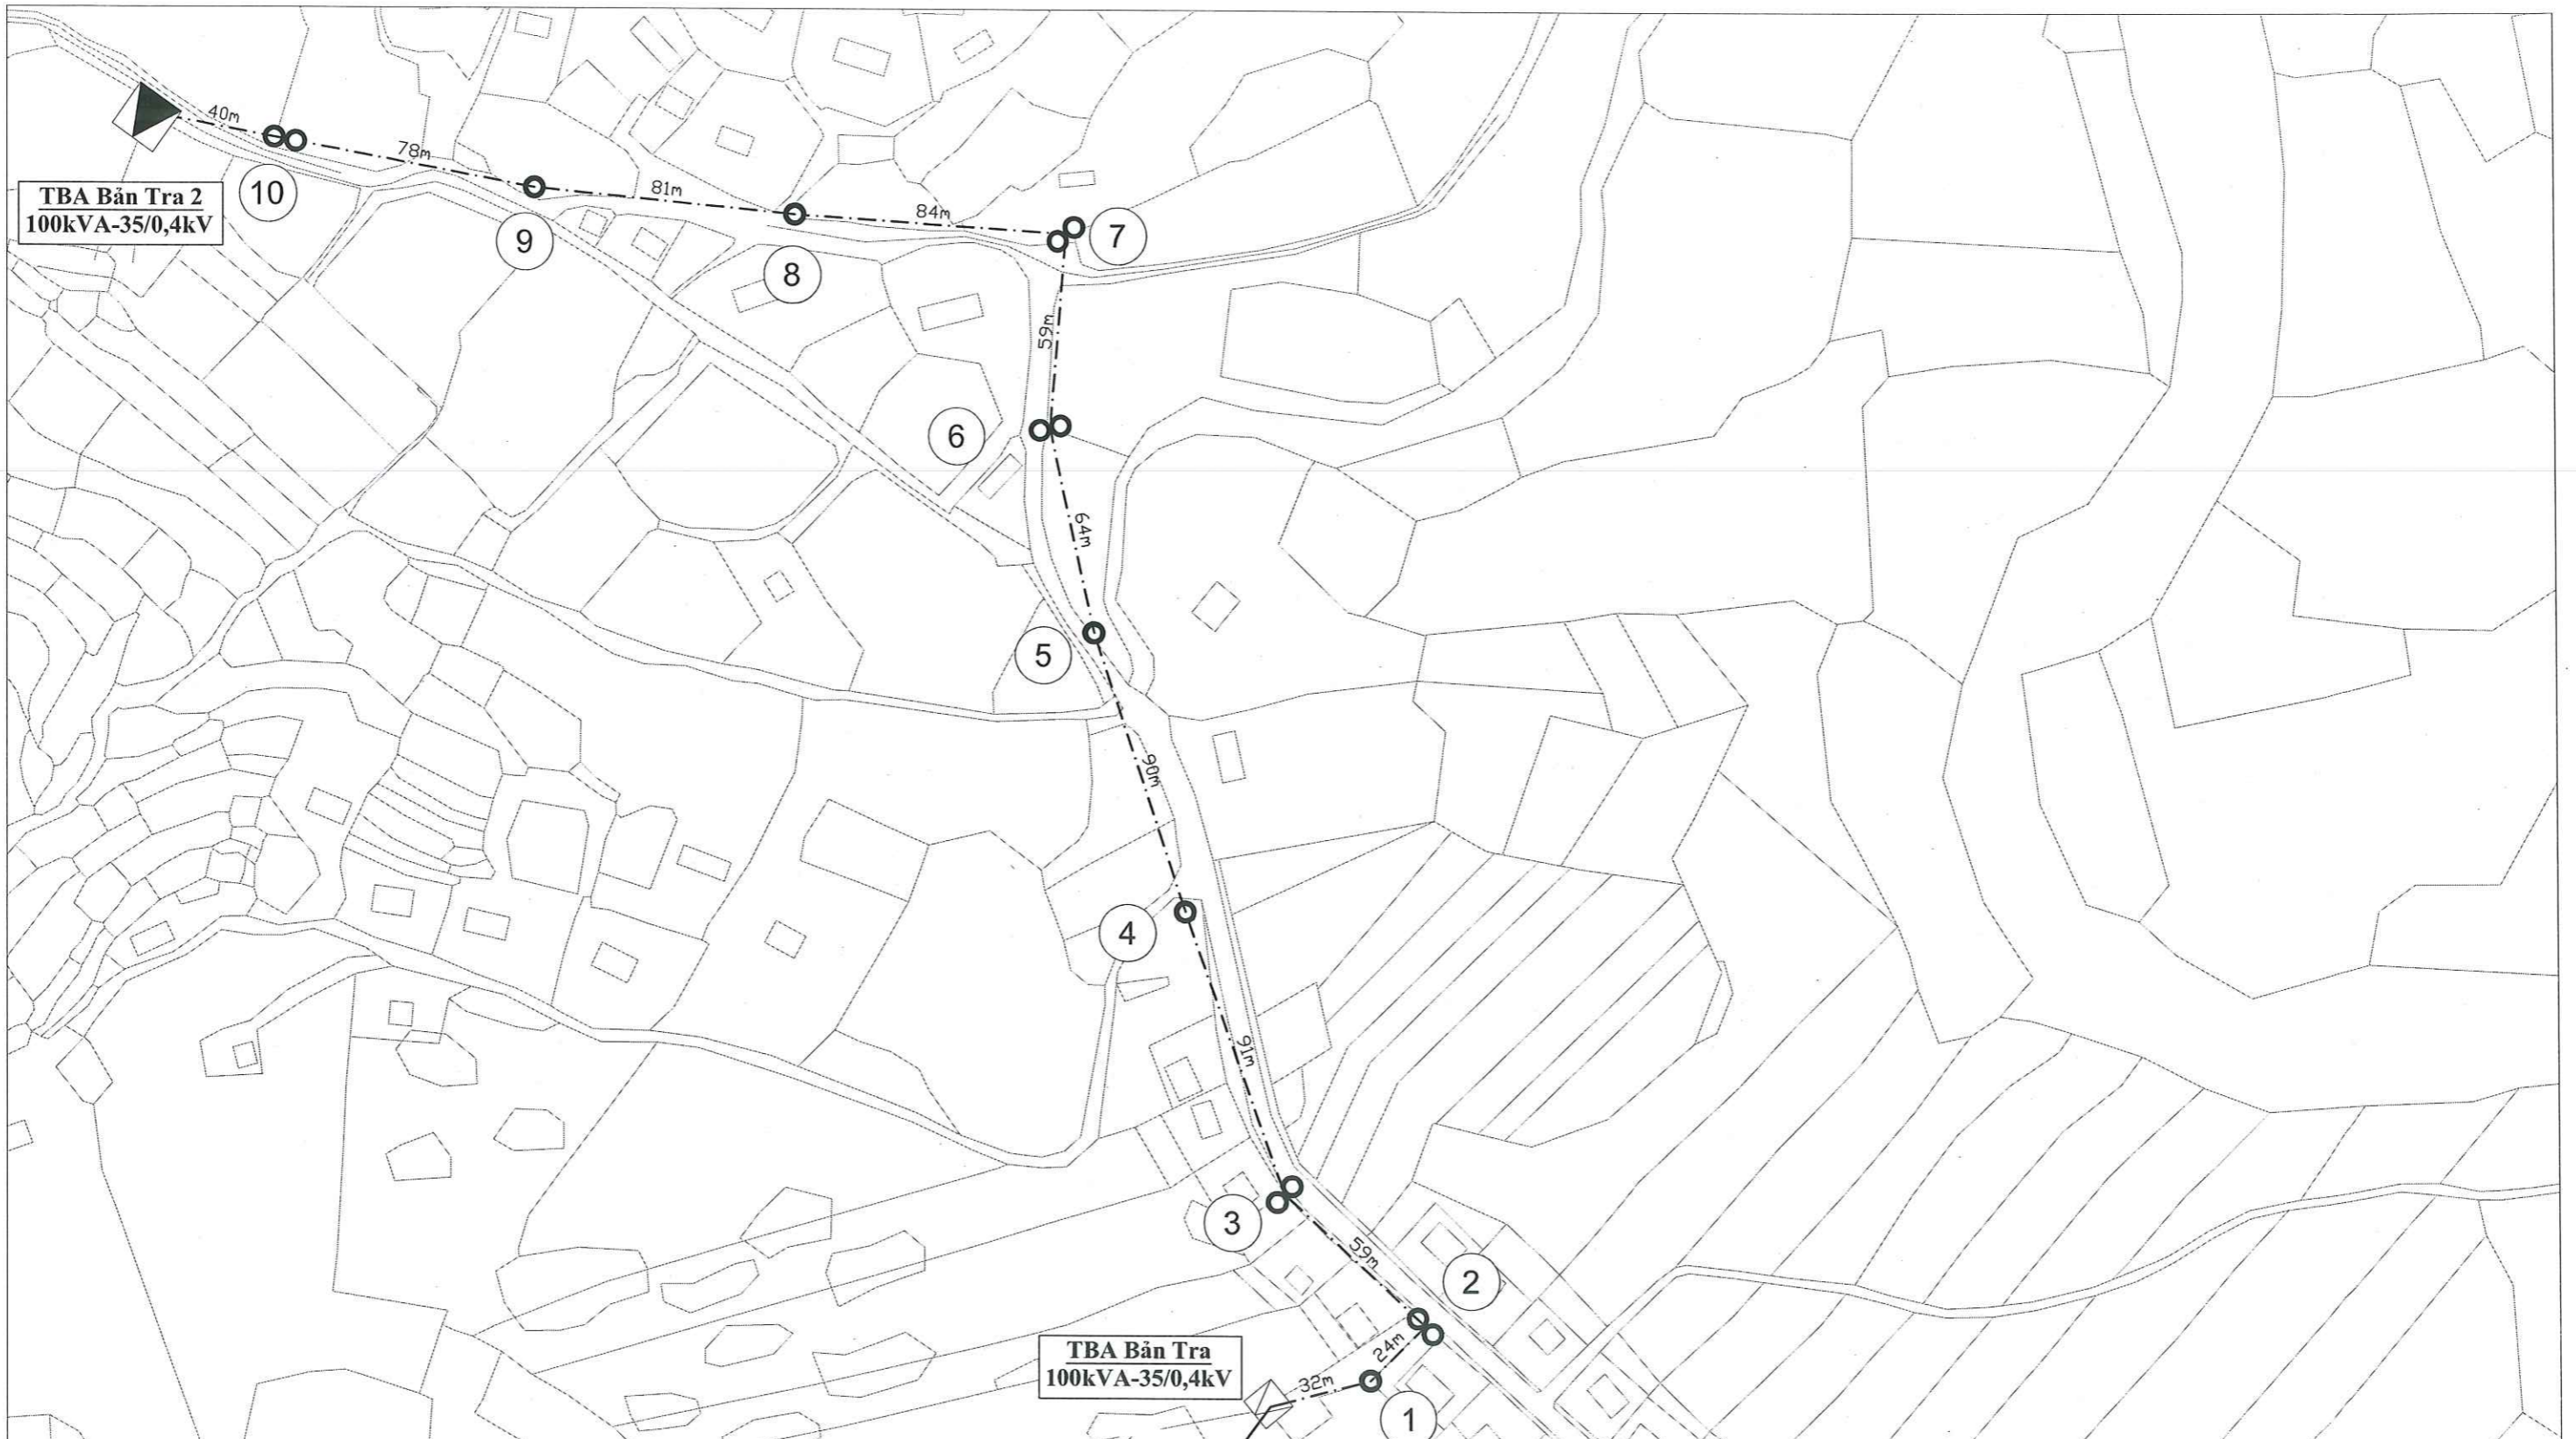 40m
78m
81m
84m
TBA Bản Tra 2
100kVA-35/0,4kV
10
9
8
7
59m
6
64m
5
90m
4
91m
3
59m
2
TBA Bản Tra
100kVA-35/0,4kV
24m
32m
1